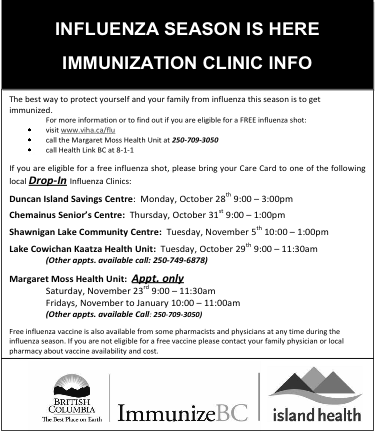 INFLUENZA SEASON IS HERE
IMMUNIZATION CLINIC INFO
The best way to protect yourself and your family from influenza this season is to get
immunized.
For more information or to find out if you are eligible for a FREE influenza shot:
• visit www.viha.ca/flu
• call the Margaret Moss Health Unit at 250-709-3050
• call Health Link BC at 8-1-1
If you are eligible for a free influenza shot, please bring your Care Card to one of the following
local Drop-In Influenza Clinics:
Duncan Island Savings Centre: Monday, October 28th 9:00 – 3:00pm
Chemainus Senior's Centre: Thursday, October 31st 9:00 – 1:00pm
Shawnigan Lake Community Centre: Tuesday, November 5th 10:00 – 1:00pm
Lake Cowichan Kaatza Health Unit: Tuesday, October 29th 9:00 – 11:30am
(Other appts. available call: 250-749-6878)
Margaret Moss Health Unit: Appt. only
Saturday, November 23rd 9:00 – 11:30am
Fridays, November to January 10:00 – 11:00am
(Other appts. available Call: 250-709-3050)
Free influenza vaccine is also available from some pharmacists and physicians at any time during the
influenza season. If you are not eligible for a free vaccine please contact your family physician or local
pharmacy about vaccine availability and cost.
BRITISH
COLUMBIA
The Best Place on Earth
ImmunizeBC
island health